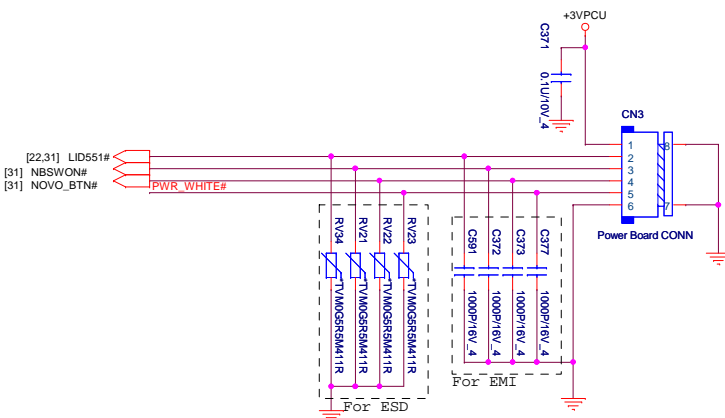 +3VPCU
C371
0.1U/10V_4
CN3
1
2
3
4
5
6
8
7
Power Board CONN
[22,31] LID551#
[31] NBSWON#
[31] NOVO_BTN#
PWR_WHITE#
RV34
RV21
RV22
RV23
TVM0G5R5M411R
TVM0G5R5M411R
TVM0G5R5M411R
TVM0G5R5M411R
For ESD
C591
C372
C373
C377
1000P/16V_4
1000P/16V_4
1000P/16V_4
1000P/16V_4
For EMI